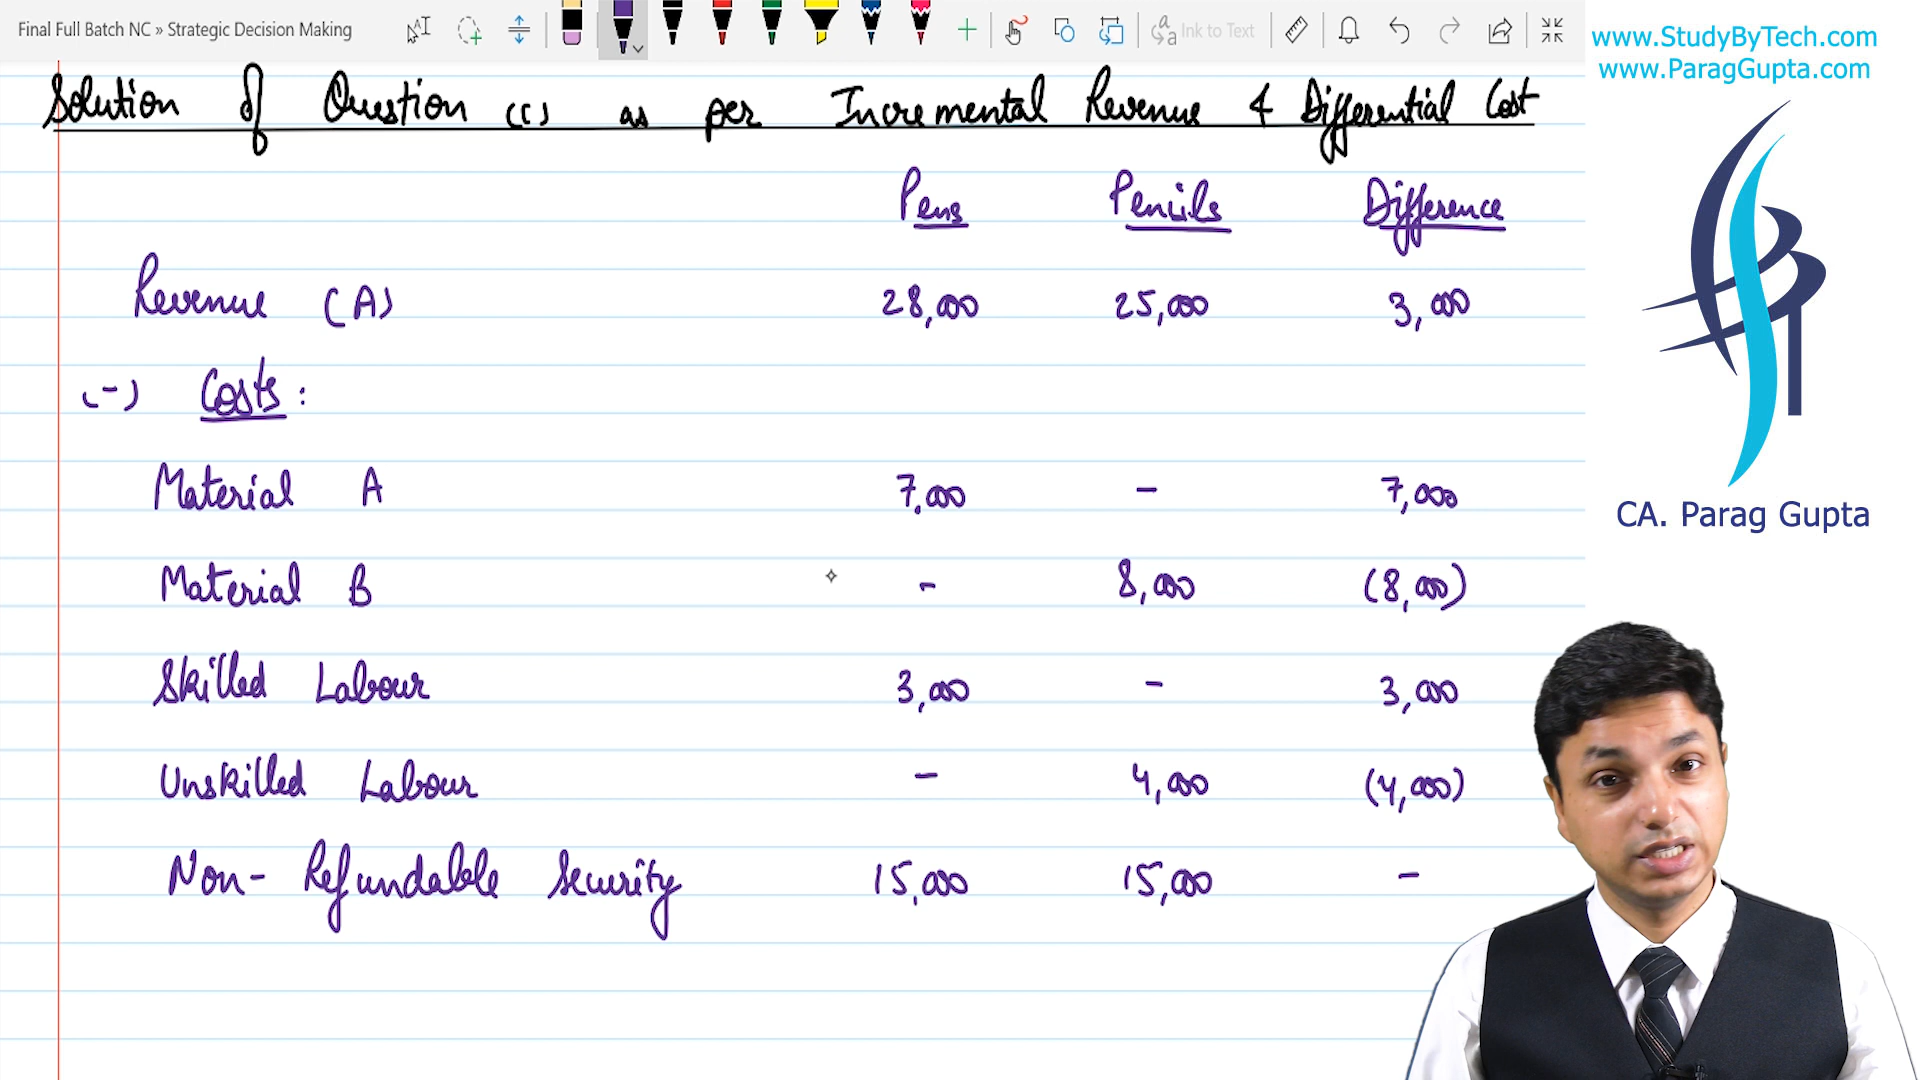 Final Full Batch NC » Strategic Decision Making
Ink to Text
www.StudyByTech.com
www.ParagGupta.com
Solution of Question (C) as per Incremental Revenue & Differential Cost
Pens Pencils Difference
Revenue (A) 28,000 25,000 3,000
(-) Costs :
Material A 7,000 - 7,000
Material B - 8,000 (8,000)
Skilled Labour 3,000 - 3,000
Unskilled Labour - 4,000 (4,000)
Non-Refundable Security 15,000 15,000 -
CA. Parag Gupta